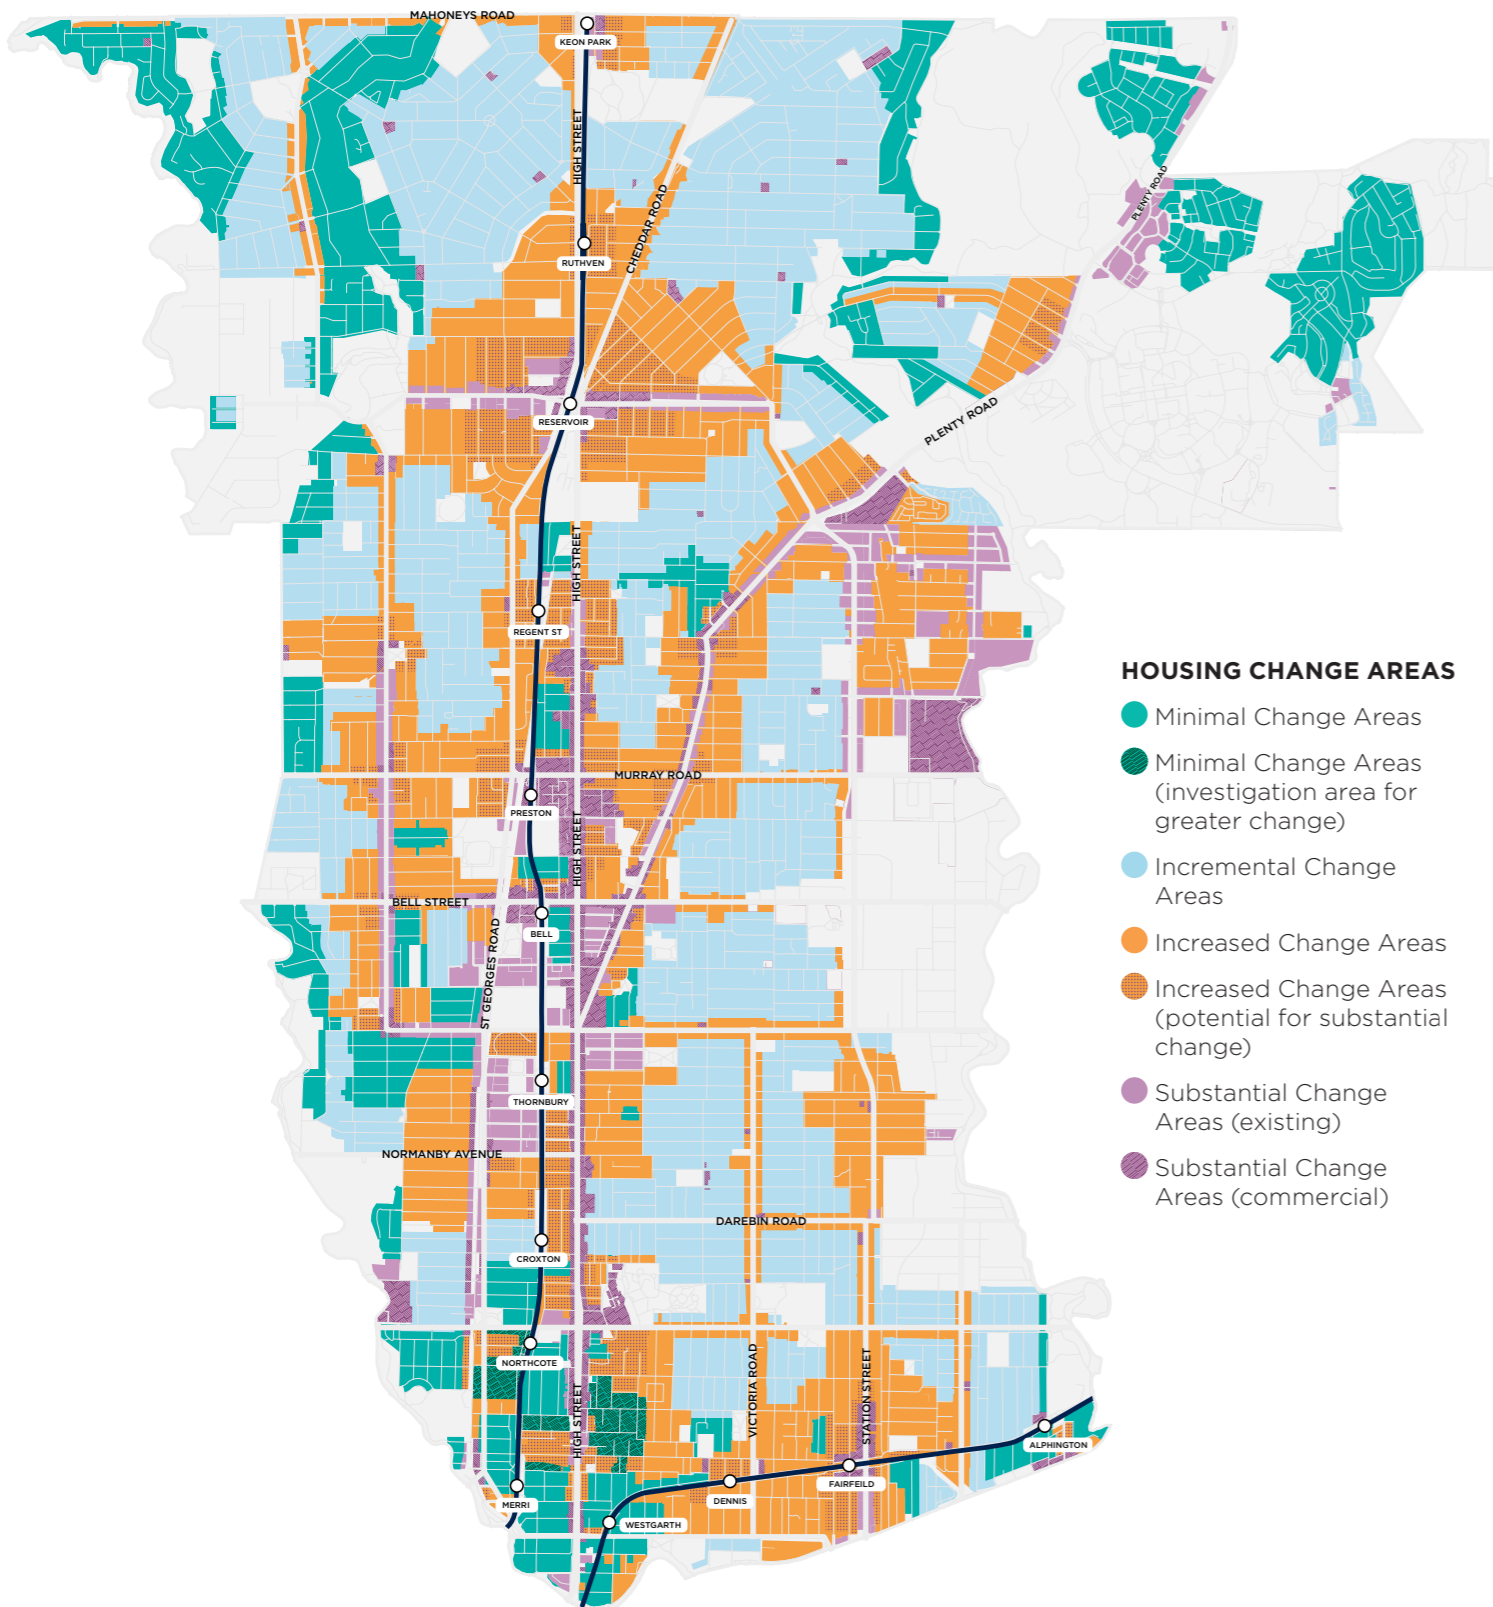 MAHONEYS ROAD
KEON PARK
HIGH STREET
PLENTY ROAD
CHEDDAR ROAD
RUTHVEN
PLENTY ROAD
RESERVOIR
HIGH STREET
REGENT ST
MURRAY ROAD
PRESTON
HIGH STREET
BELL STREET
BELL
ST GEORGES ROAD
THORNBURY
NORMANBY AVENUE
DAREBIN ROAD
CROXTON
NORTHCOTE
HIGH STREET
VICTORIA ROAD
STATION STREET
ALPHINGTON
FAIRFEILD
DENNIS
MERRI
WESTGARTH
HOUSING CHANGE AREAS
Minimal Change Areas
Minimal Change Areas
(investigation area for
greater change)
Incremental Change
Areas
Increased Change Areas
Increased Change Areas
(potential for substantial
change)
Substantial Change
Areas (existing)
Substantial Change
Areas (commercial)